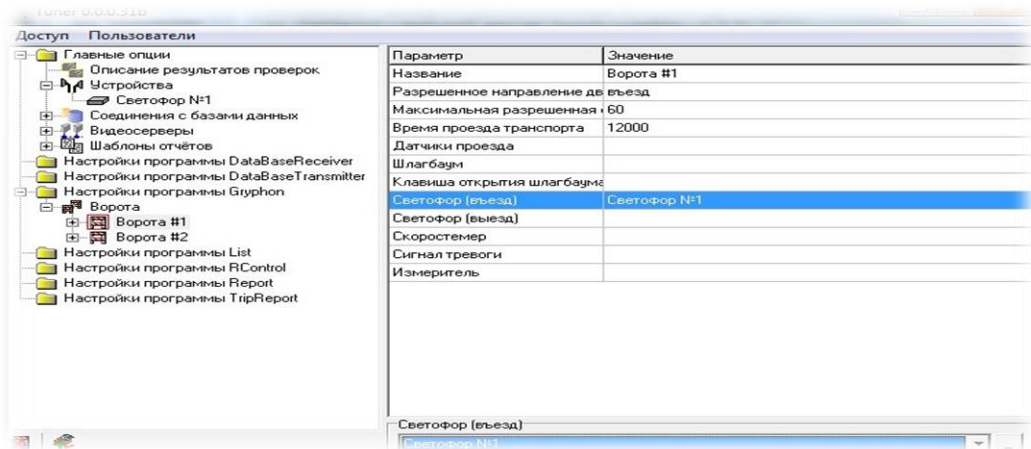 Tuner 0.0.0.316
Доступ Пользователи
Главные опции
Описание результатов проверок
Устройства
Светофор №1
Соединения с базами данных
Видеосерверы
Шаблоны отчётов
Настройки программы DataBaseReceiver
Настройки программы DataBaseTransmitter
Настройки программы Gryphon
Ворота
Ворота #1
Ворота #2
Настройки программы List
Настройки программы RControl
Настройки программы Report
Настройки программы TripReport
Параметр Значение
Название Ворота #1
Разрешенное направление дв въезд
Максимальная разрешенная 60
Время проезда транспорта 12000
Датчики проезда
Шлагбаум
Клавиша открытия шлагбаума
Светофор (въезд) Светофор №1
Светофор (выезд)
Скоростемер
Сигнал тревоги
Измеритель
Светофор (въезд)
Светофор №1